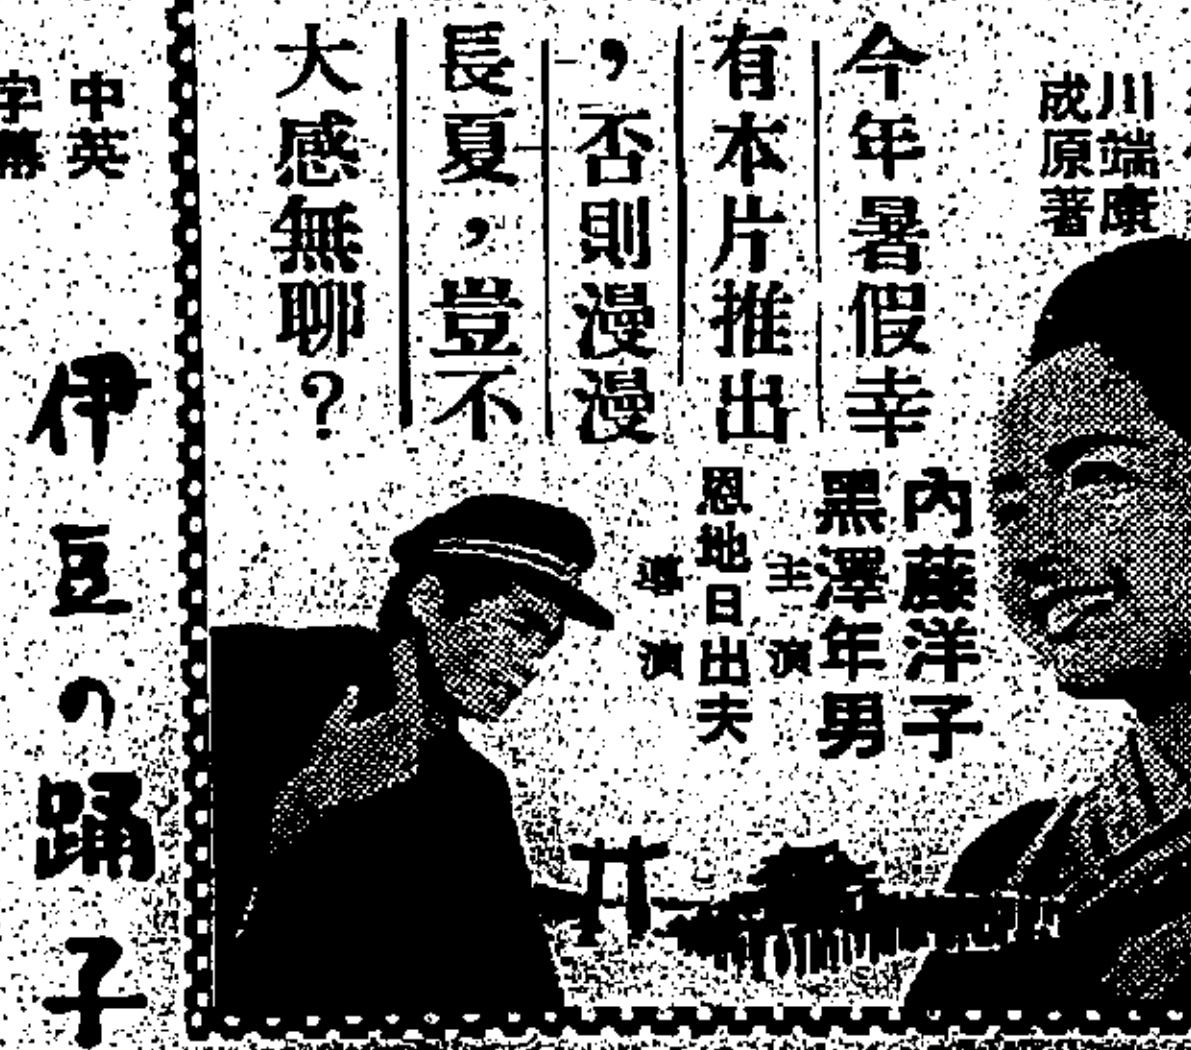 川端康
成原著
今年暑假幸
有本片推出
，否則漫漫
長夏，豈不
大感無聊？
內藤洋子
黑澤年男
主演
恩地日出夫
導演
中英
字幕
伊豆の踊子